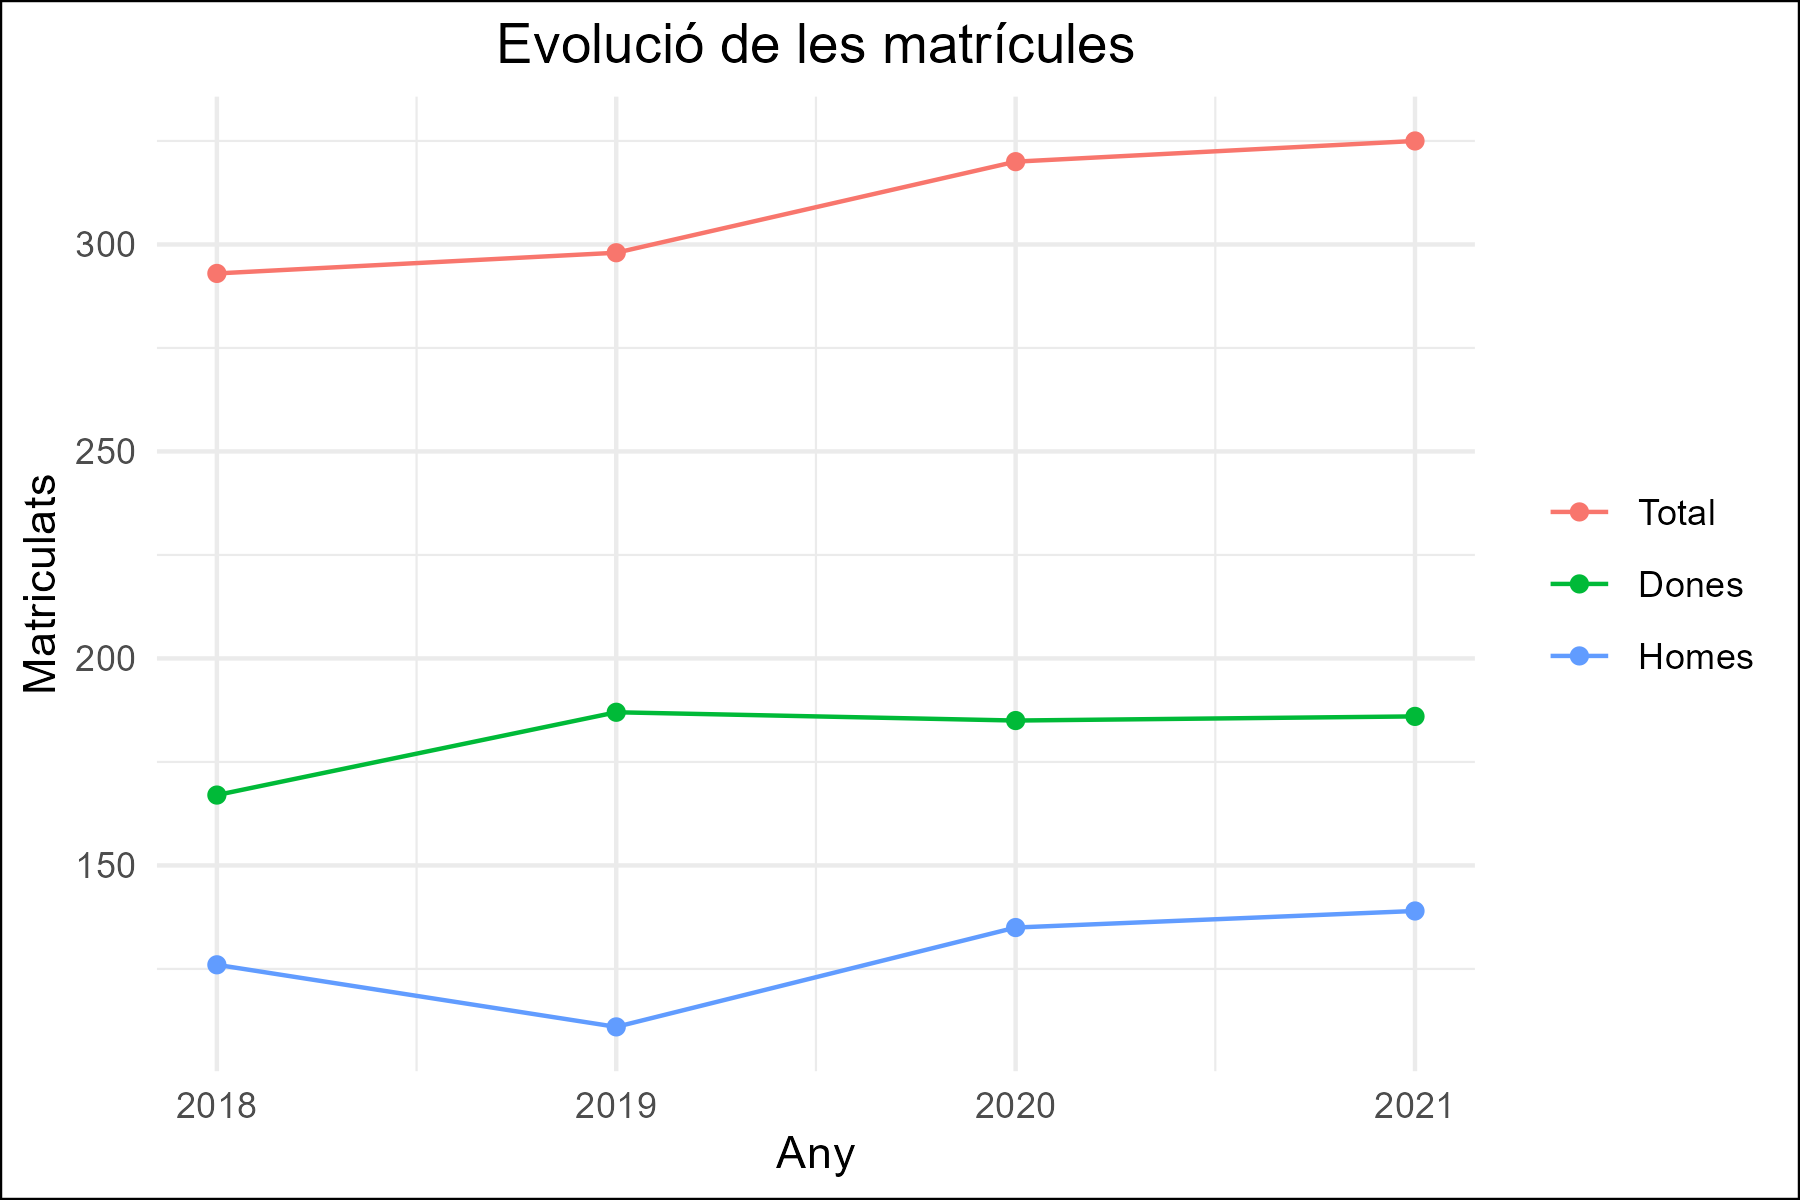 Evolució de les matrícules
300
250
200
150
Matriculats
2018
2019
2020
2021
Any
Total
Dones
Homes